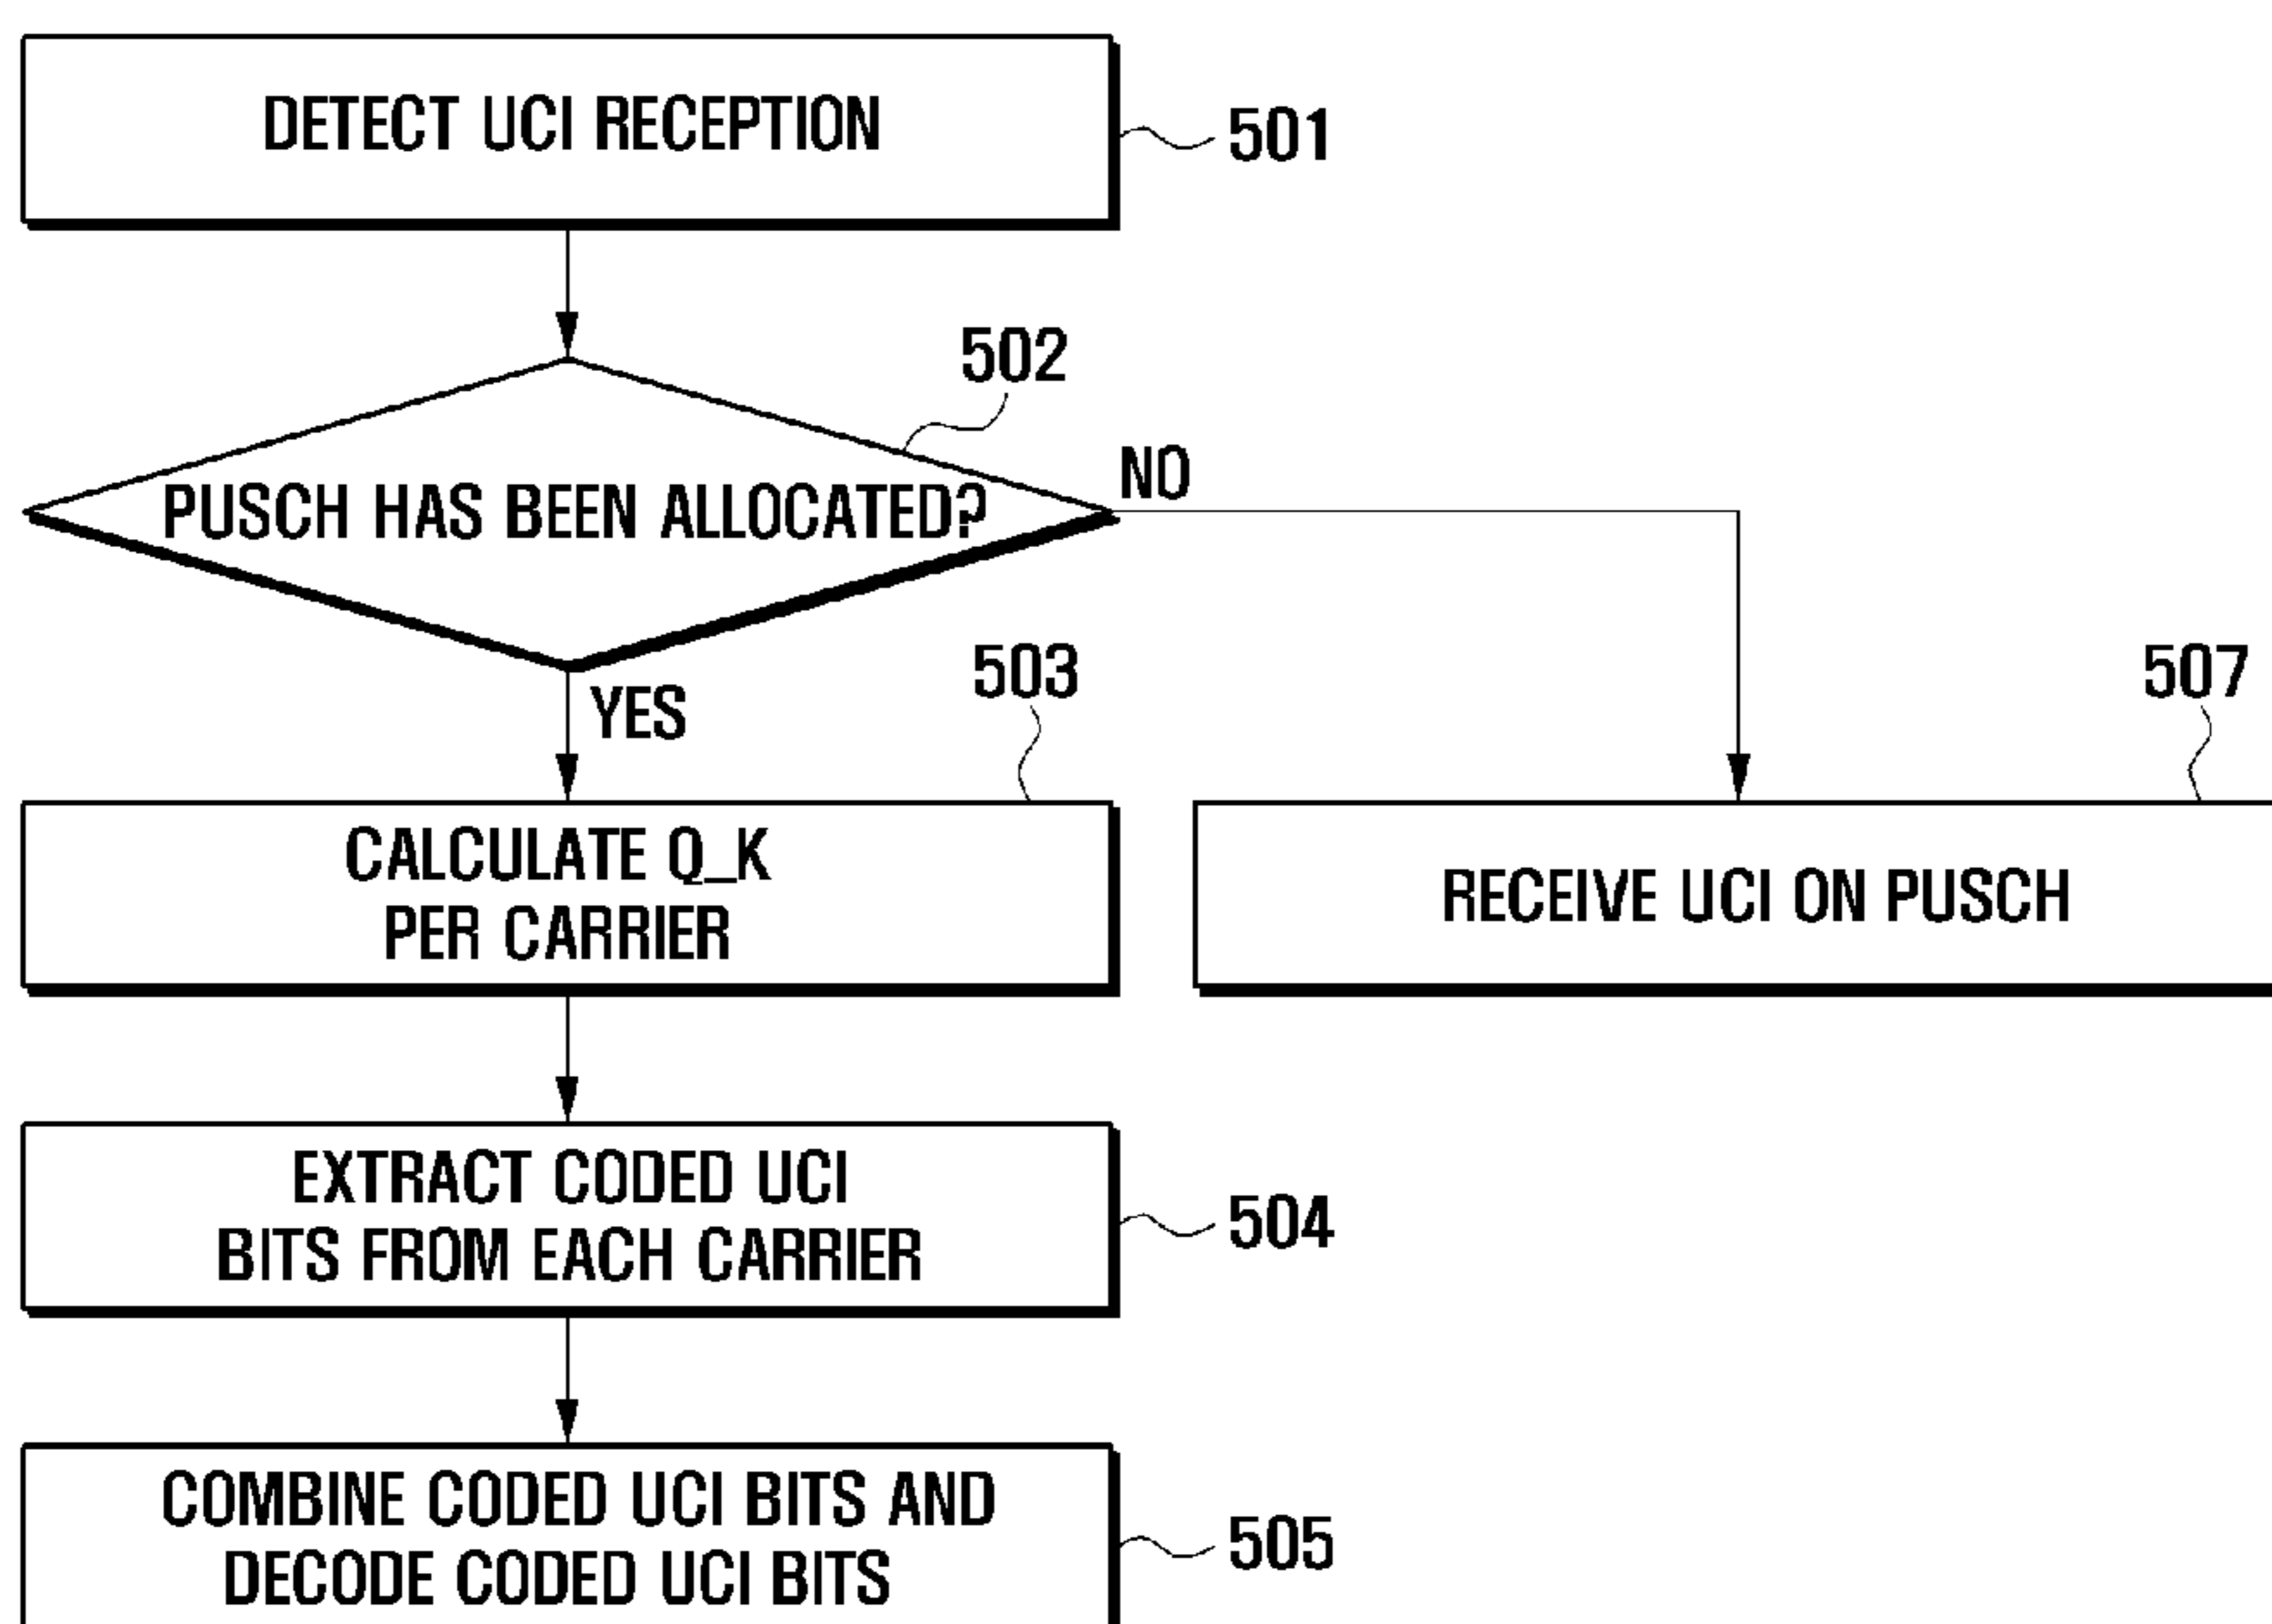 DETECT UCI RECEPTION
501
502
PUSCH HAS BEEN ALLOCATED?
NO
YES
503
507
CALCULATE Q_K
PER CARRIER
RECEIVE UCI ON PUSCH
EXTRACT CODED UCI
BITS FROM EACH CARRIER
504
COMBINE CODED UCI BITS AND
DECODE CODED UCI BITS
505